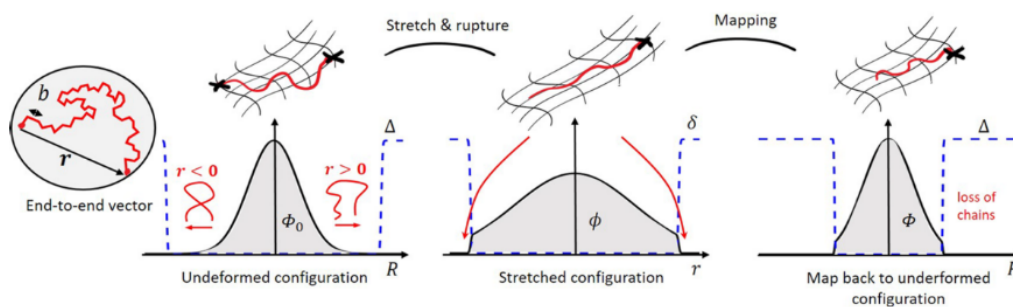 Stretch & rupture
Mapping
b
r
End-to-end vector
Δ
r < 0
r > 0
Φ₀
R
Undeformed configuration
δ
ϕ
r
Stretched configuration
Δ
loss of
chains
Φ
R
Map back to underformed
configuration